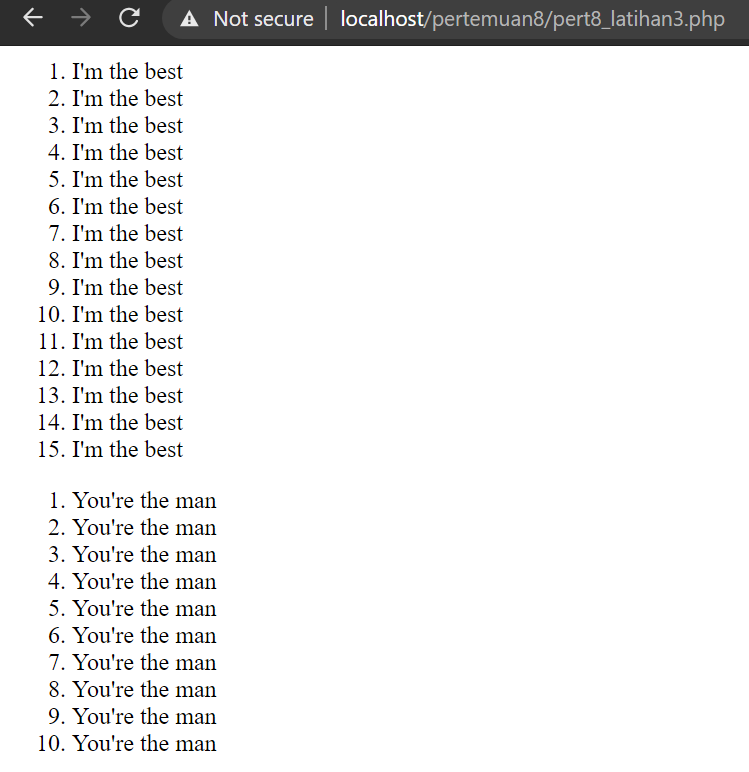 Not secure | localhost/pertemuan8/pert8_latihan3.php
1. I'm the best
2. I'm the best
3. I'm the best
4. I'm the best
5. I'm the best
6. I'm the best
7. I'm the best
8. I'm the best
9. I'm the best
10. I'm the best
11. I'm the best
12. I'm the best
13. I'm the best
14. I'm the best
15. I'm the best
1. You're the man
2. You're the man
3. You're the man
4. You're the man
5. You're the man
6. You're the man
7. You're the man
8. You're the man
9. You're the man
10. You're the man